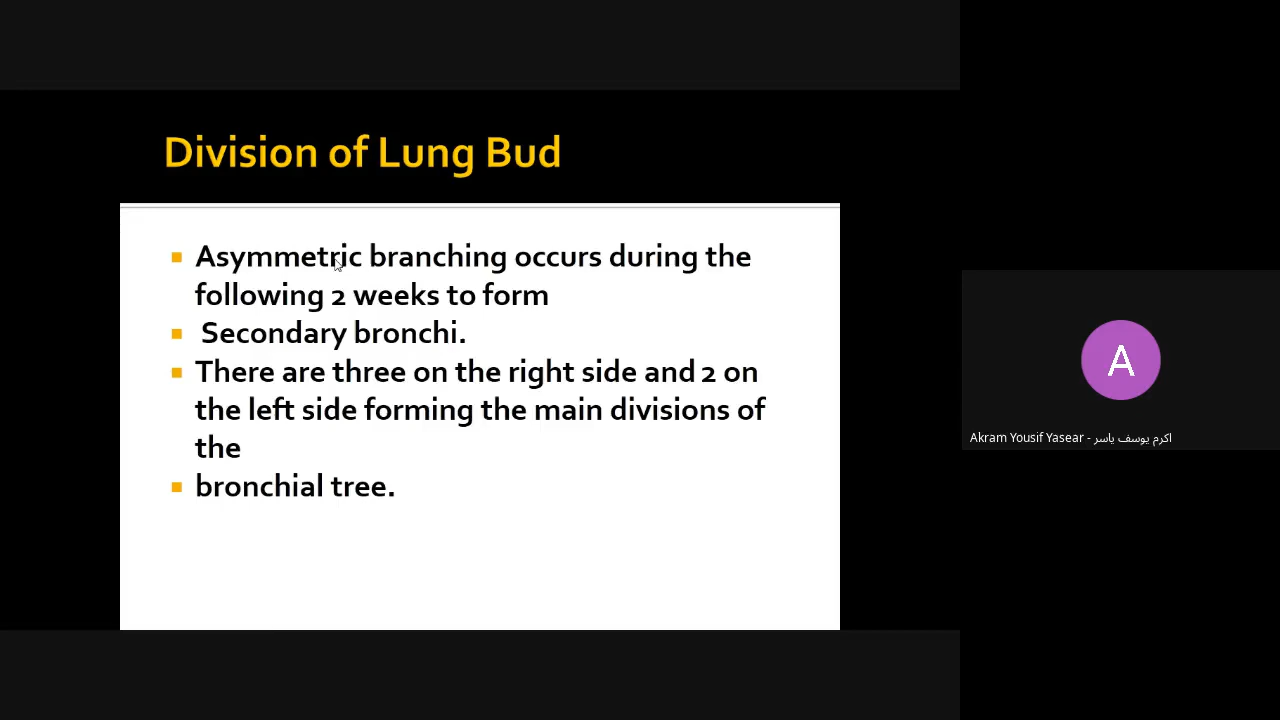 Division of Lung Bud
Asymmetric branching occurs during the
following 2 weeks to form
Secondary bronchi.
There are three on the right side and 2 on
the left side forming the main divisions of
the
bronchial tree.
A
Akram Yousif Yasear - اكرم يوسف ياسر